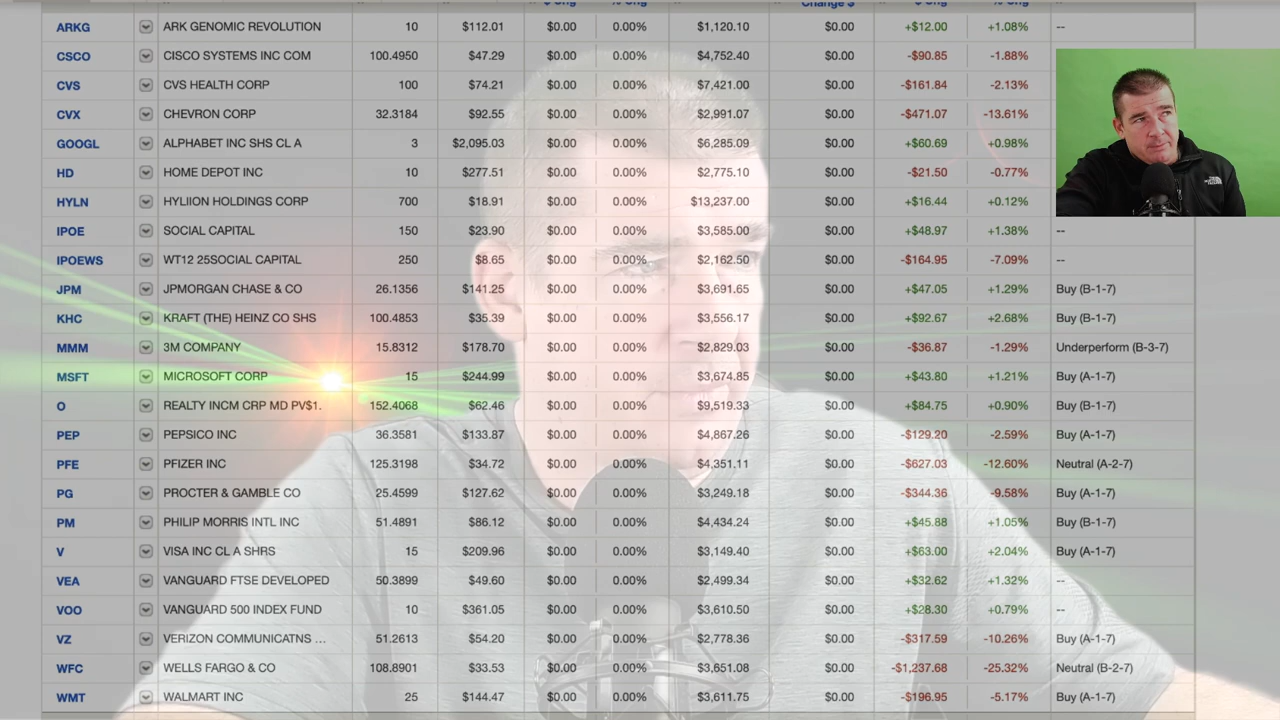 $ Chg % Chg Change $ $ Chg % Chg
ARKG ARK GENOMIC REVOLUTION 10 $112.01 $0.00 0.00% $1,120.10 $0.00 +$12.00 +1.08% --
CSCO CISCO SYSTEMS INC COM 100.4950 $47.29 $0.00 0.00% $4,752.40 $0.00 -$90.85 -1.88%
CVS CVS HEALTH CORP 100 $74.21 $0.00 0.00% $7,421.00 $0.00 -$161.84 -2.13%
CVX CHEVRON CORP 32.3184 $92.55 $0.00 0.00% $2,991.07 $0.00 -$471.07 -13.61%
GOOGL ALPHABET INC SHS CL A 3 $2,095.03 $0.00 0.00% $6,285.09 $0.00 +$60.69 +0.98%
HD HOME DEPOT INC 10 $277.51 $0.00 0.00% $2,775.10 $0.00 -$21.50 -0.77%
HYLN HYLIION HOLDINGS CORP 700 $18.91 $0.00 0.00% $13,237.00 $0.00 +$16.44 +0.12%
IPOE SOCIAL CAPITAL 150 $23.90 $0.00 0.00% $3,585.00 $0.00 +$48.97 +1.38% --
IPOEWS WT12 25SOCIAL CAPITAL 250 $8.65 $0.00 0.00% $2,162.50 $0.00 -$164.95 -7.09% --
JPM JPMORGAN CHASE & CO 26.1356 $141.25 $0.00 0.00% $3,691.65 $0.00 +$47.05 +1.29% Buy (B-1-7)
KHC KRAFT (THE) HEINZ CO SHS 100.4853 $35.39 $0.00 0.00% $3,556.17 $0.00 +$92.67 +2.68% Buy (B-1-7)
MMM 3M COMPANY 15.8312 $178.70 $0.00 0.00% $2,829.03 $0.00 -$36.87 -1.29% Underperform (B-3-7)
MSFT MICROSOFT CORP 15 $244.99 $0.00 0.00% $3,674.85 $0.00 +$43.80 +1.21% Buy (A-1-7)
O REALTY INCM CRP MD PV$1. 152.4068 $62.46 $0.00 0.00% $9,519.33 $0.00 +$84.75 +0.90% Buy (B-1-7)
PEP PEPSICO INC 36.3581 $133.87 $0.00 0.00% $4,867.26 $0.00 -$129.20 -2.59% Buy (A-1-7)
PFE PFIZER INC 125.3198 $34.72 $0.00 0.00% $4,351.11 $0.00 -$627.03 -12.60% Neutral (A-2-7)
PG PROCTER & GAMBLE CO 25.4599 $127.62 $0.00 0.00% $3,249.18 $0.00 -$344.36 -9.58% Buy (A-1-7)
PM PHILIP MORRIS INTL INC 51.4891 $86.12 $0.00 0.00% $4,434.24 $0.00 +$45.88 +1.05% Buy (B-1-7)
V VISA INC CL A SHRS 15 $209.96 $0.00 0.00% $3,149.40 $0.00 +$63.00 +2.04% Buy (A-1-7)
VEA VANGUARD FTSE DEVELOPED 50.3899 $49.60 $0.00 0.00% $2,499.34 $0.00 +$32.62 +1.32% --
VOO VANGUARD 500 INDEX FUND 10 $361.05 $0.00 0.00% $3,610.50 $0.00 +$28.30 +0.79% --
VZ VERIZON COMMUNICATNS ... 51.2613 $54.20 $0.00 0.00% $2,778.36 $0.00 -$317.59 -10.26% Buy (A-1-7)
WFC WELLS FARGO & CO 108.8901 $33.53 $0.00 0.00% $3,651.08 $0.00 -$1,237.68 -25.32% Neutral (B-2-7)
WMT WALMART INC 25 $144.47 $0.00 0.00% $3,611.75 $0.00 -$196.95 -5.17% Buy (A-1-7)